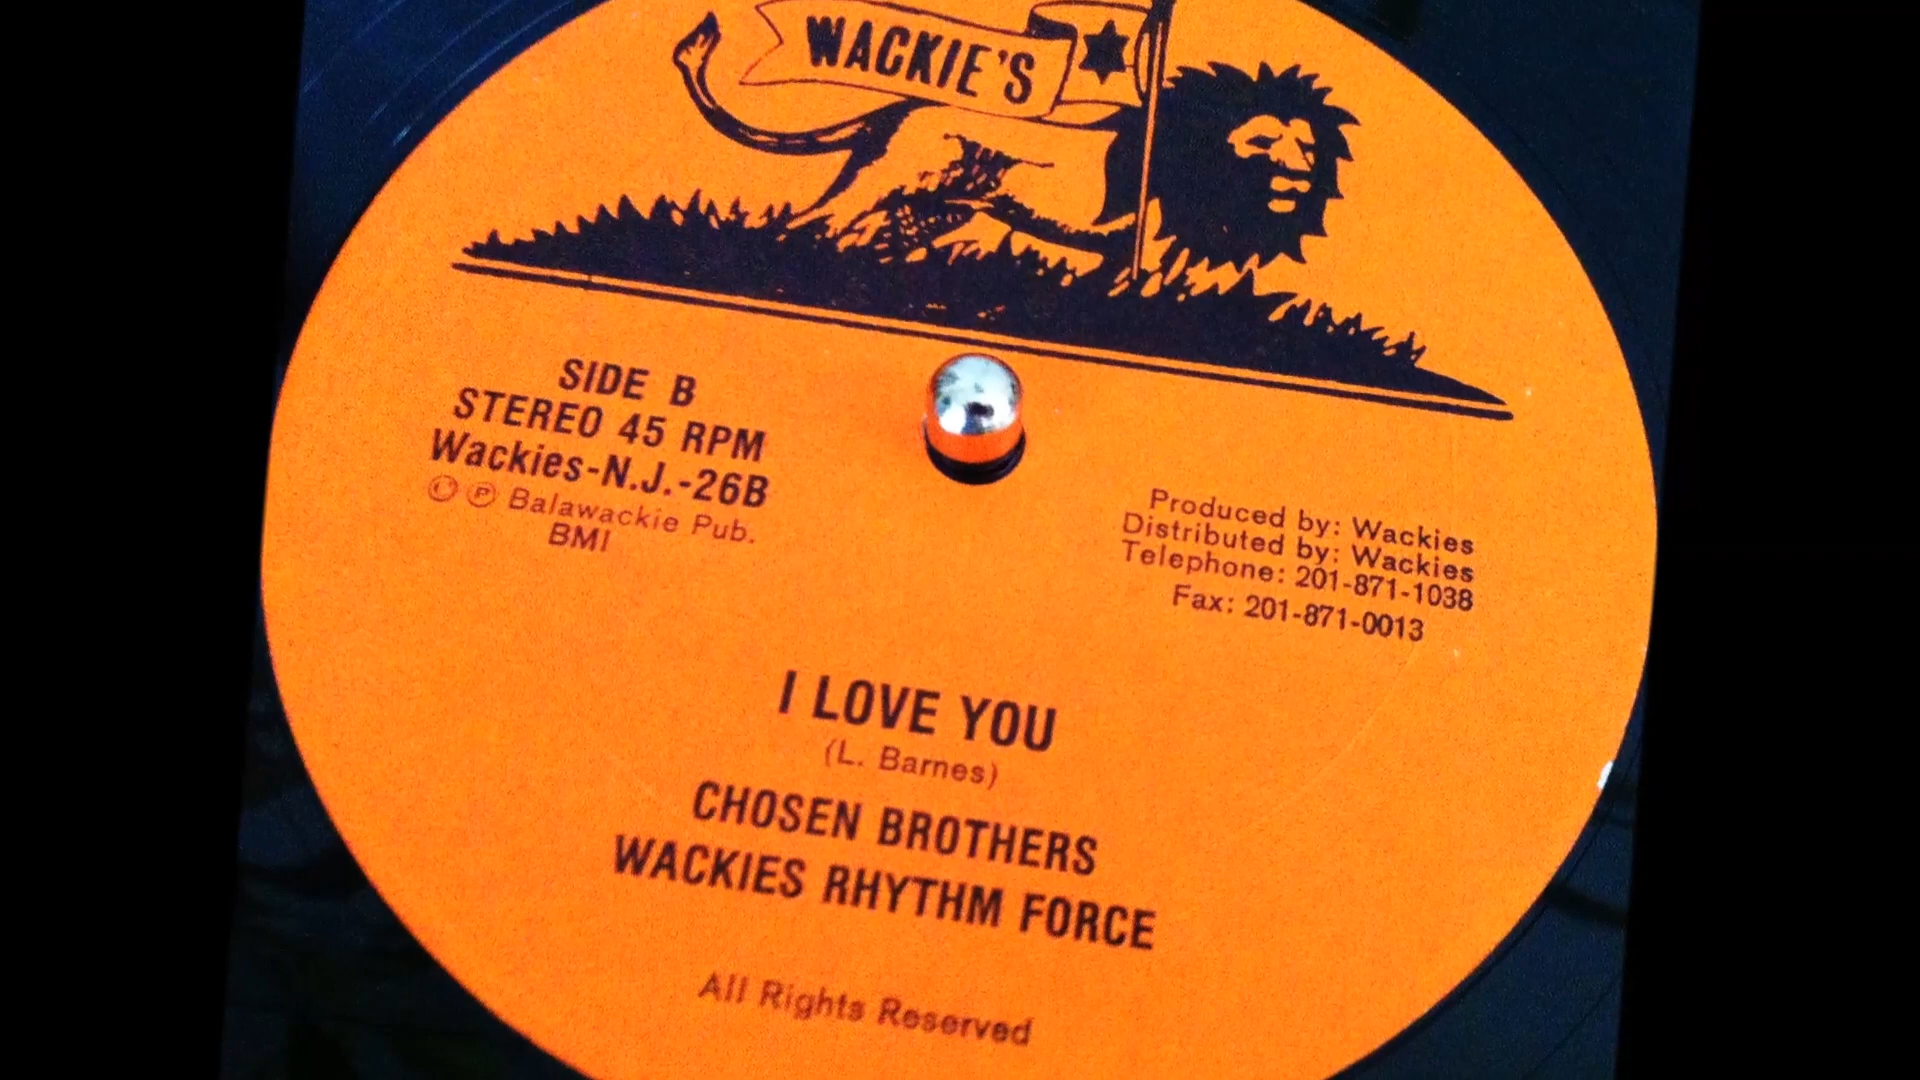 WACKIE'S
SIDE B
STEREO 45 RPM
Wackies-N.J.-26B
© ℗ Balawackie Pub.
BMI
Produced by: Wackies
Distributed by: Wackies
Telephone: 201-871-1038
Fax: 201-871-0013
I LOVE YOU
(L. Barnes)
CHOSEN BROTHERS
WACKIES RHYTHM FORCE
All Rights Reserved